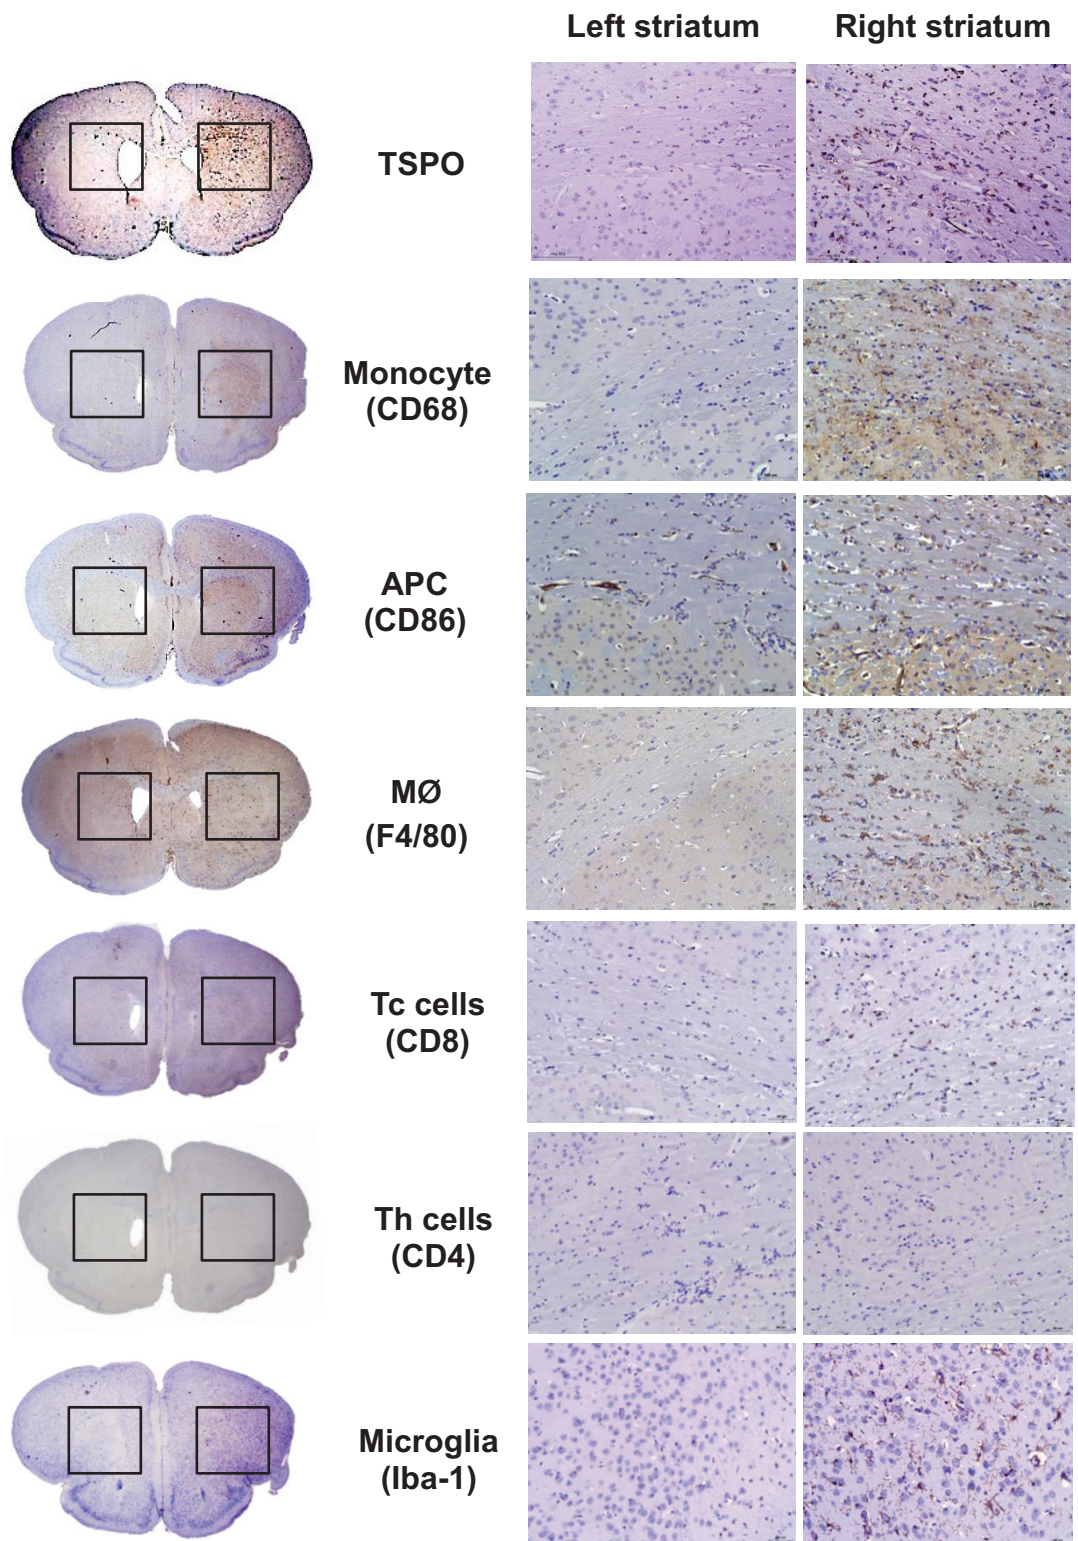 Left striatum Right striatum
TSPO
Monocyte
(CD68)
APC
(CD86)
MØ
(F4/80)
Tc cells
(CD8)
Th cells
(CD4)
Microglia
(Iba-1)